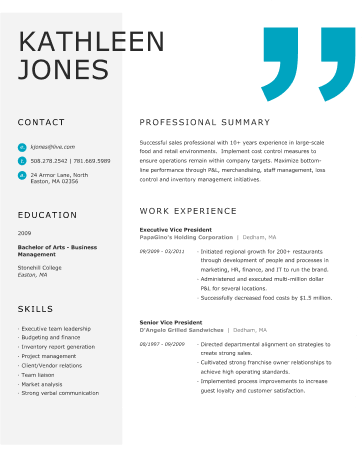 KATHLEEN
JONES
CONTACT
e. kjones@live.com
t. 508.278.2542 | 781.669.5989
a. 24 Armor Lane, North
Easton, MA 02356
EDUCATION
2009
Bachelor of Arts - Business
Management
Stonehill College
Easton, MA
SKILLS
· Executive team leadership
· Budgeting and finance
· Inventory report generation
· Project management
· Client/Vendor relations
· Team liaison
· Market analysis
· Strong verbal communication
”
PROFESSIONAL SUMMARY
Successful sales professional with 10+ years experience in large-scale
food and retail environments. Implement cost control measures to
ensure operations remain within company targets. Maximize bottom-
line performance through P&L, merchandising, staff management, loss
control and inventory management initiatives.
WORK EXPERIENCE
Executive Vice President
PapaGino's Holding Corporation | Dedham, MA
09/2009 - 03/2011
· Initiated regional growth for 200+ restaurants
through development of people and processes in
marketing, HR, finance, and IT to run the brand.
· Administered and executed multi-million dollar
P&L for several locations.
· Successfully decreased food costs by $1.5 million.
Senior Vice President
D'Angelo Grilled Sandwiches | Dedham, MA
08/1997 - 09/2009
· Directed departmental alignment on strategies to
create strong sales.
· Cultivated strong franchise owner relationships to
achieve high operating standards.
· Implemented process improvements to increase
guest loyalty and customer satisfaction.